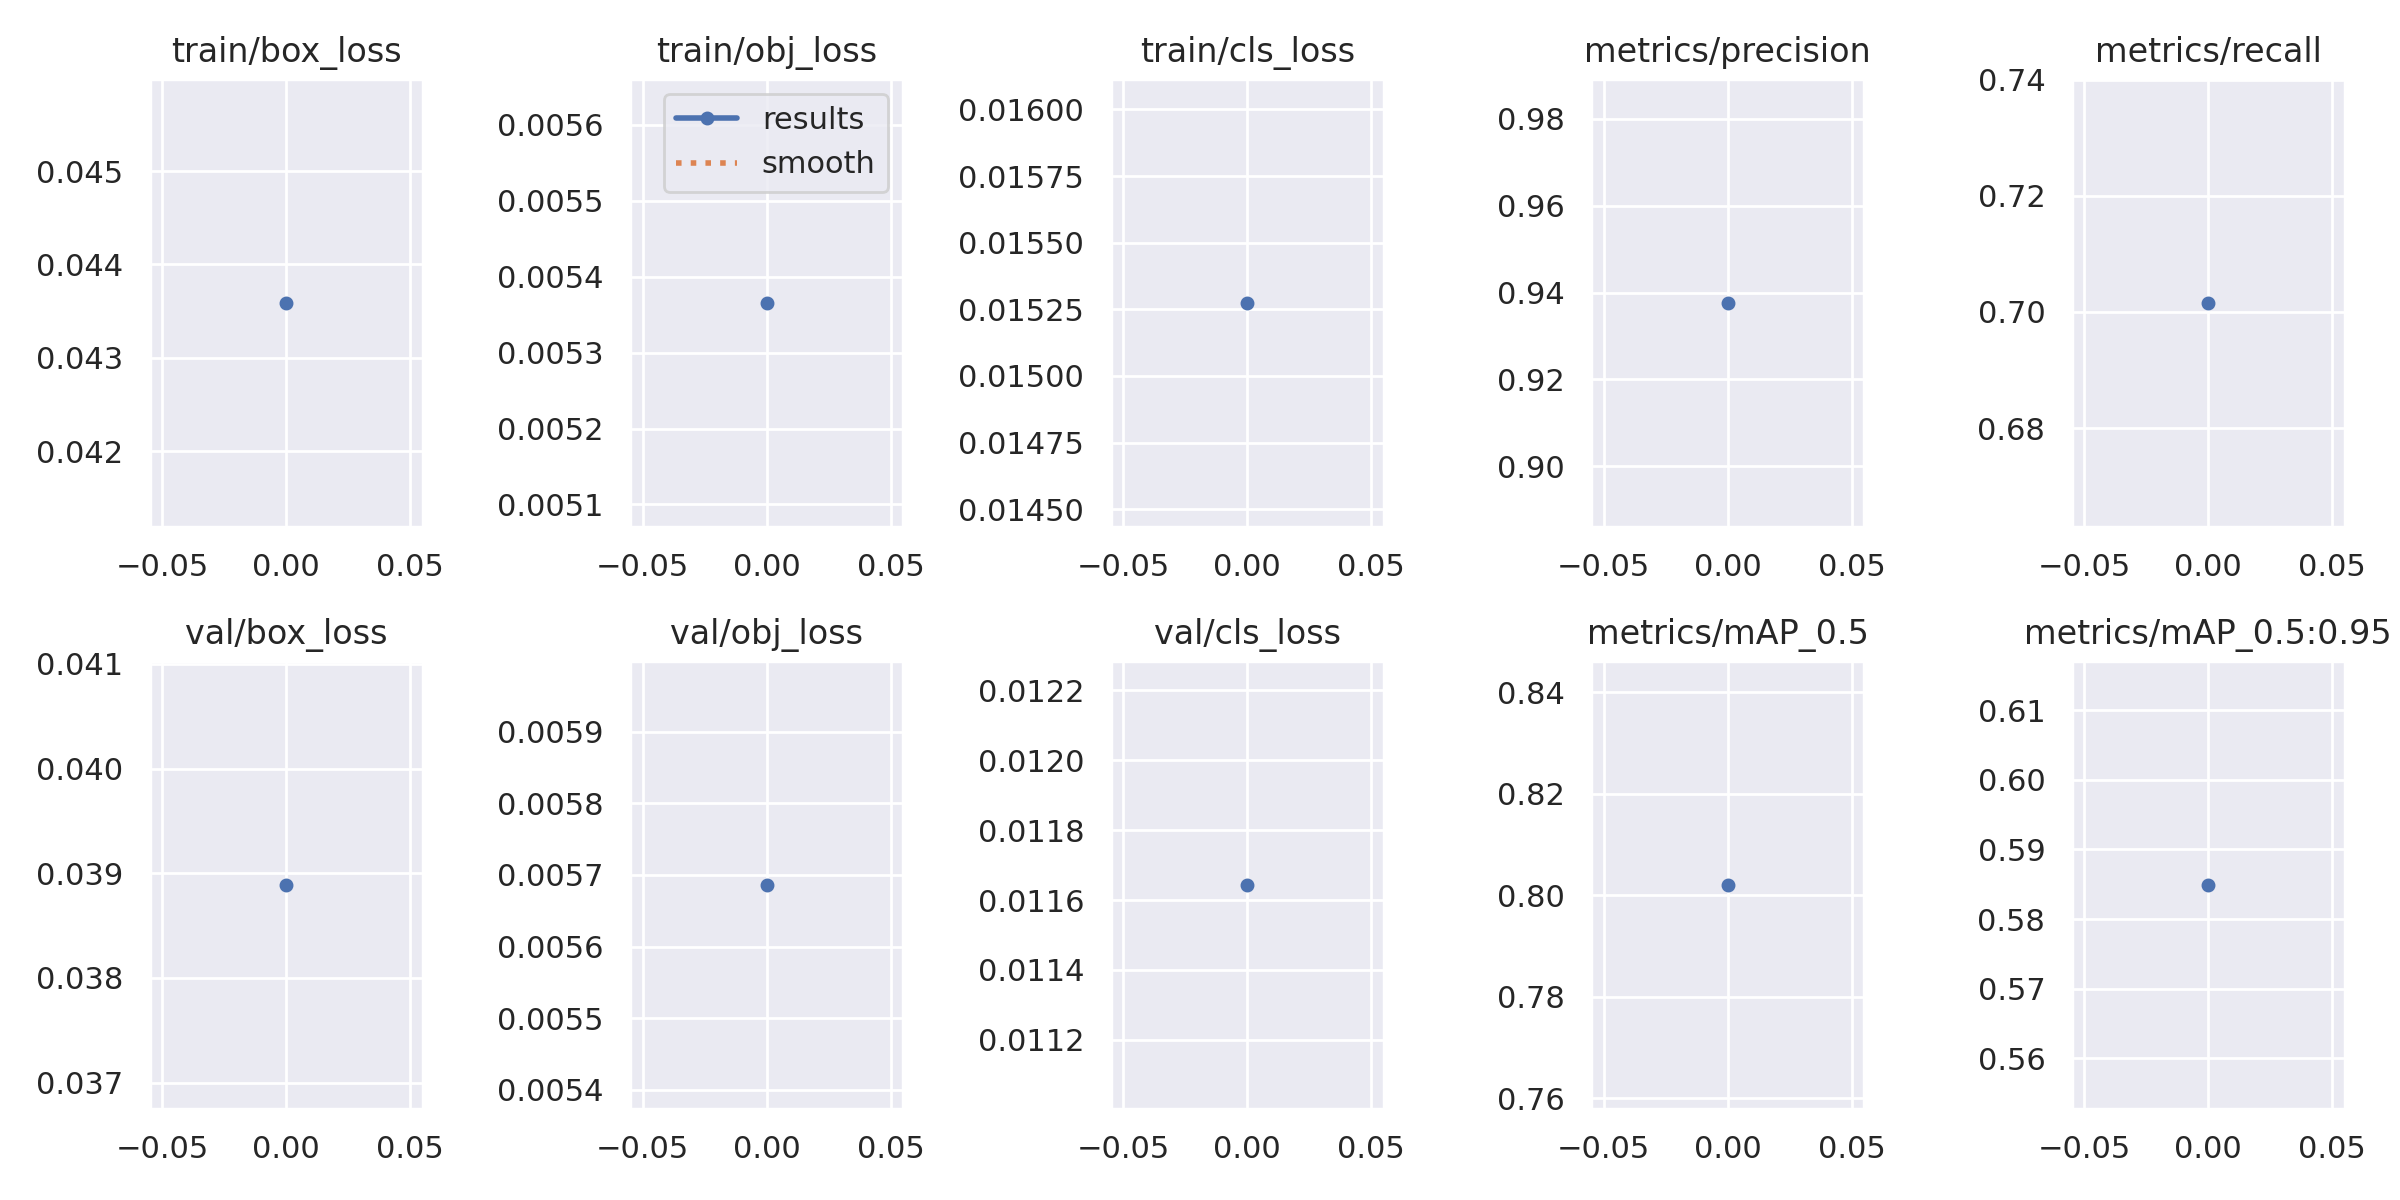 train/box_loss
train/obj_loss
train/cls_loss
metrics/precision
metrics/recall
0.045
0.044
0.043
0.042
−0.05 0.00 0.05
results
smooth
0.0056
0.0055
0.0054
0.0053
0.0052
0.0051
−0.05 0.00 0.05
0.01600
0.01575
0.01550
0.01525
0.01500
0.01475
0.01450
−0.05 0.00 0.05
0.98
0.96
0.94
0.92
0.90
−0.05 0.00 0.05
0.74
0.72
0.70
0.68
−0.05 0.00 0.05
val/box_loss
val/obj_loss
val/cls_loss
metrics/mAP_0.5
metrics/mAP_0.5:0.95
0.041
0.040
0.039
0.038
0.037
−0.05 0.00 0.05
0.0059
0.0058
0.0057
0.0056
0.0055
0.0054
−0.05 0.00 0.05
0.0122
0.0120
0.0118
0.0116
0.0114
0.0112
−0.05 0.00 0.05
0.84
0.82
0.80
0.78
0.76
−0.05 0.00 0.05
0.61
0.60
0.59
0.58
0.57
0.56
−0.05 0.00 0.05